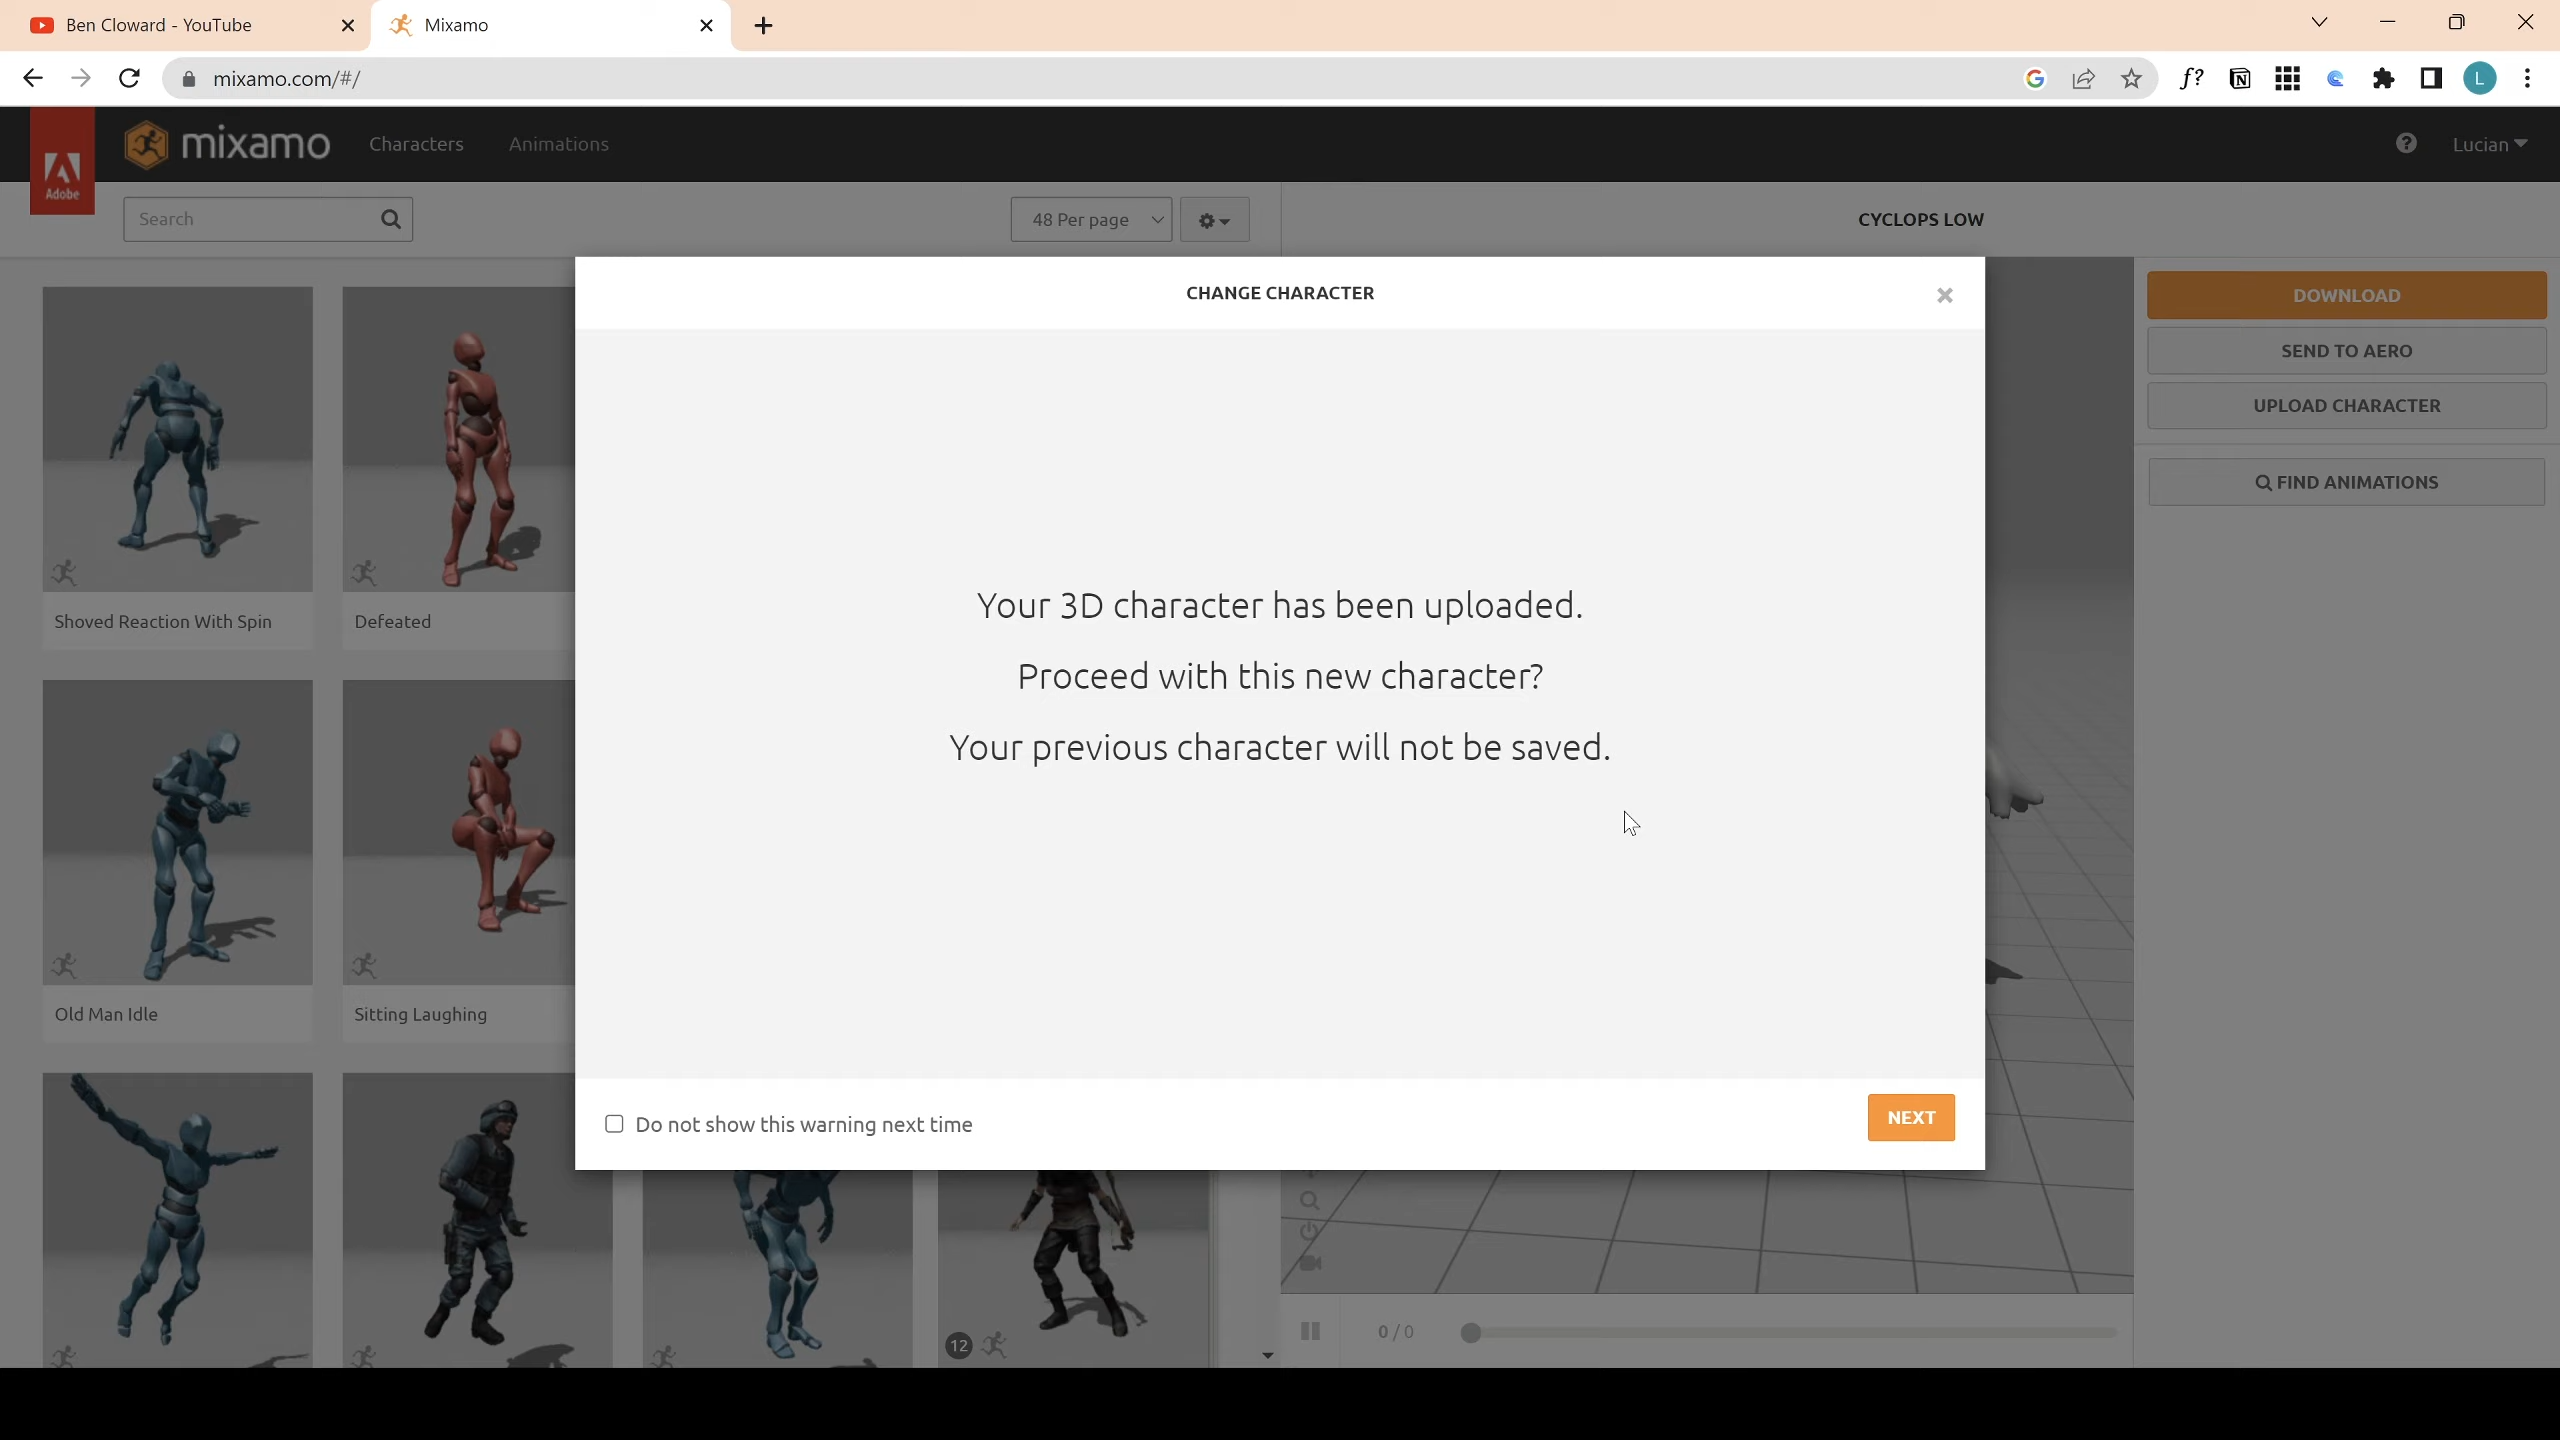 Ben Cloward - YouTube
Mixamo
mixamo.com/#/
f?
L
Adobe
mixamo
Characters
Animations
Lucian
Search
48 Per page
CYCLOPS LOW
CHANGE CHARACTER
DOWNLOAD
SEND TO AERO
UPLOAD CHARACTER
FIND ANIMATIONS
Your 3D character has been uploaded.
Shoved Reaction With Spin
Defeated
Proceed with this new character?
Your previous character will not be saved.
Old Man Idle
Sitting Laughing
Do not show this warning next time
NEXT
0 / 0
12